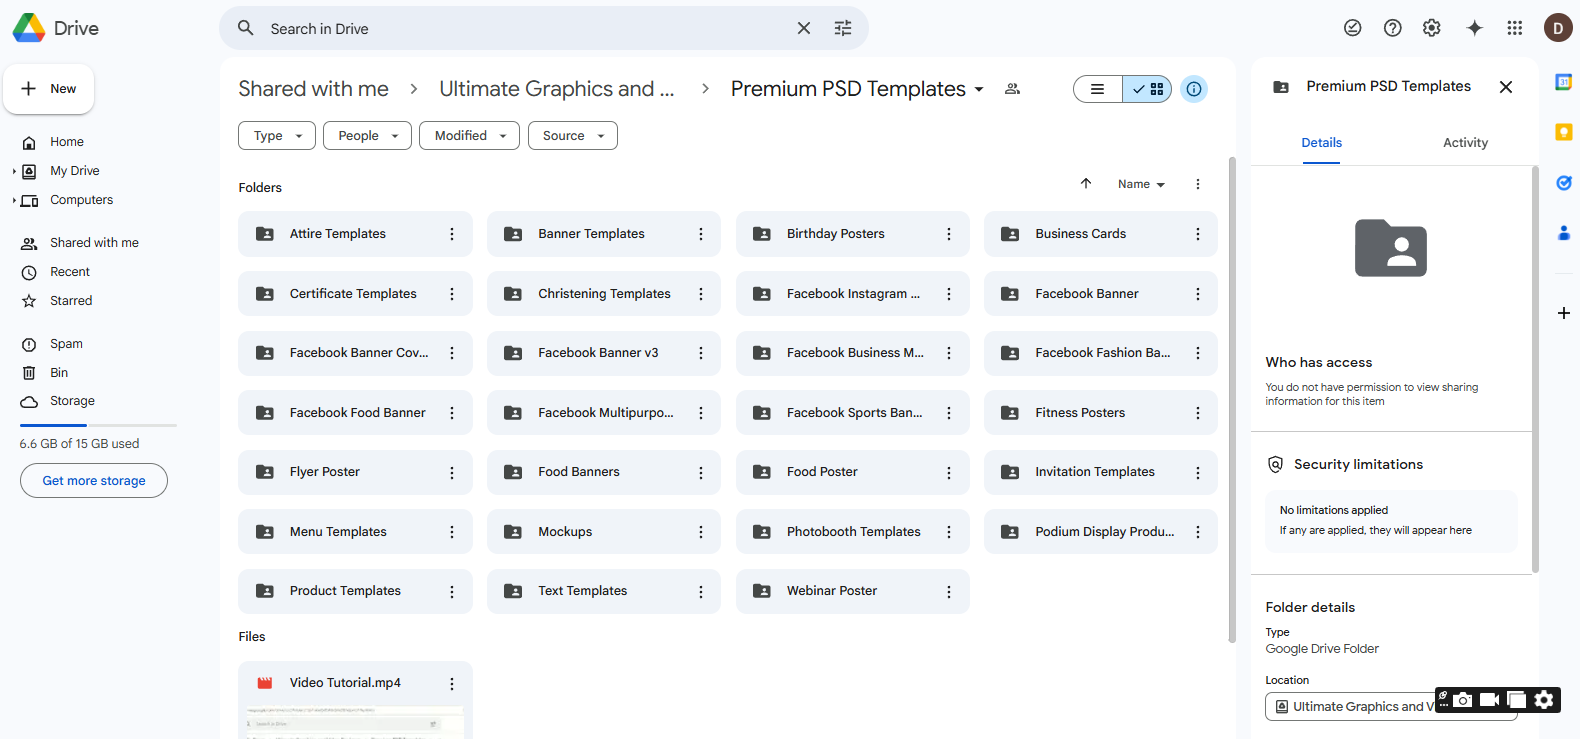 Drive
Search in Drive
D
New
Home
My Drive
Computers
Shared with me
Recent
Starred
Spam
Bin
Storage
6.6 GB of 15 GB used
Get more storage
Shared with me
Ultimate Graphics and ...
Premium PSD Templates
Type
People
Modified
Source
Folders
Name
Attire Templates
Banner Templates
Birthday Posters
Business Cards
Certificate Templates
Christening Templates
Facebook Instagram ...
Facebook Banner
Facebook Banner Cov...
Facebook Banner v3
Facebook Business M...
Facebook Fashion Ba...
Facebook Food Banner
Facebook Multipurpo...
Facebook Sports Ban...
Fitness Posters
Flyer Poster
Food Banners
Food Poster
Invitation Templates
Menu Templates
Mockups
Photobooth Templates
Podium Display Produ...
Product Templates
Text Templates
Webinar Poster
Files
Video Tutorial.mp4
Premium PSD Templates
Details
Activity
Who has access
You do not have permission to view sharing
information for this item
Security limitations
No limitations applied
If any are applied, they will appear here
Folder details
Type
Google Drive Folder
Location
Ultimate Graphics and V
31